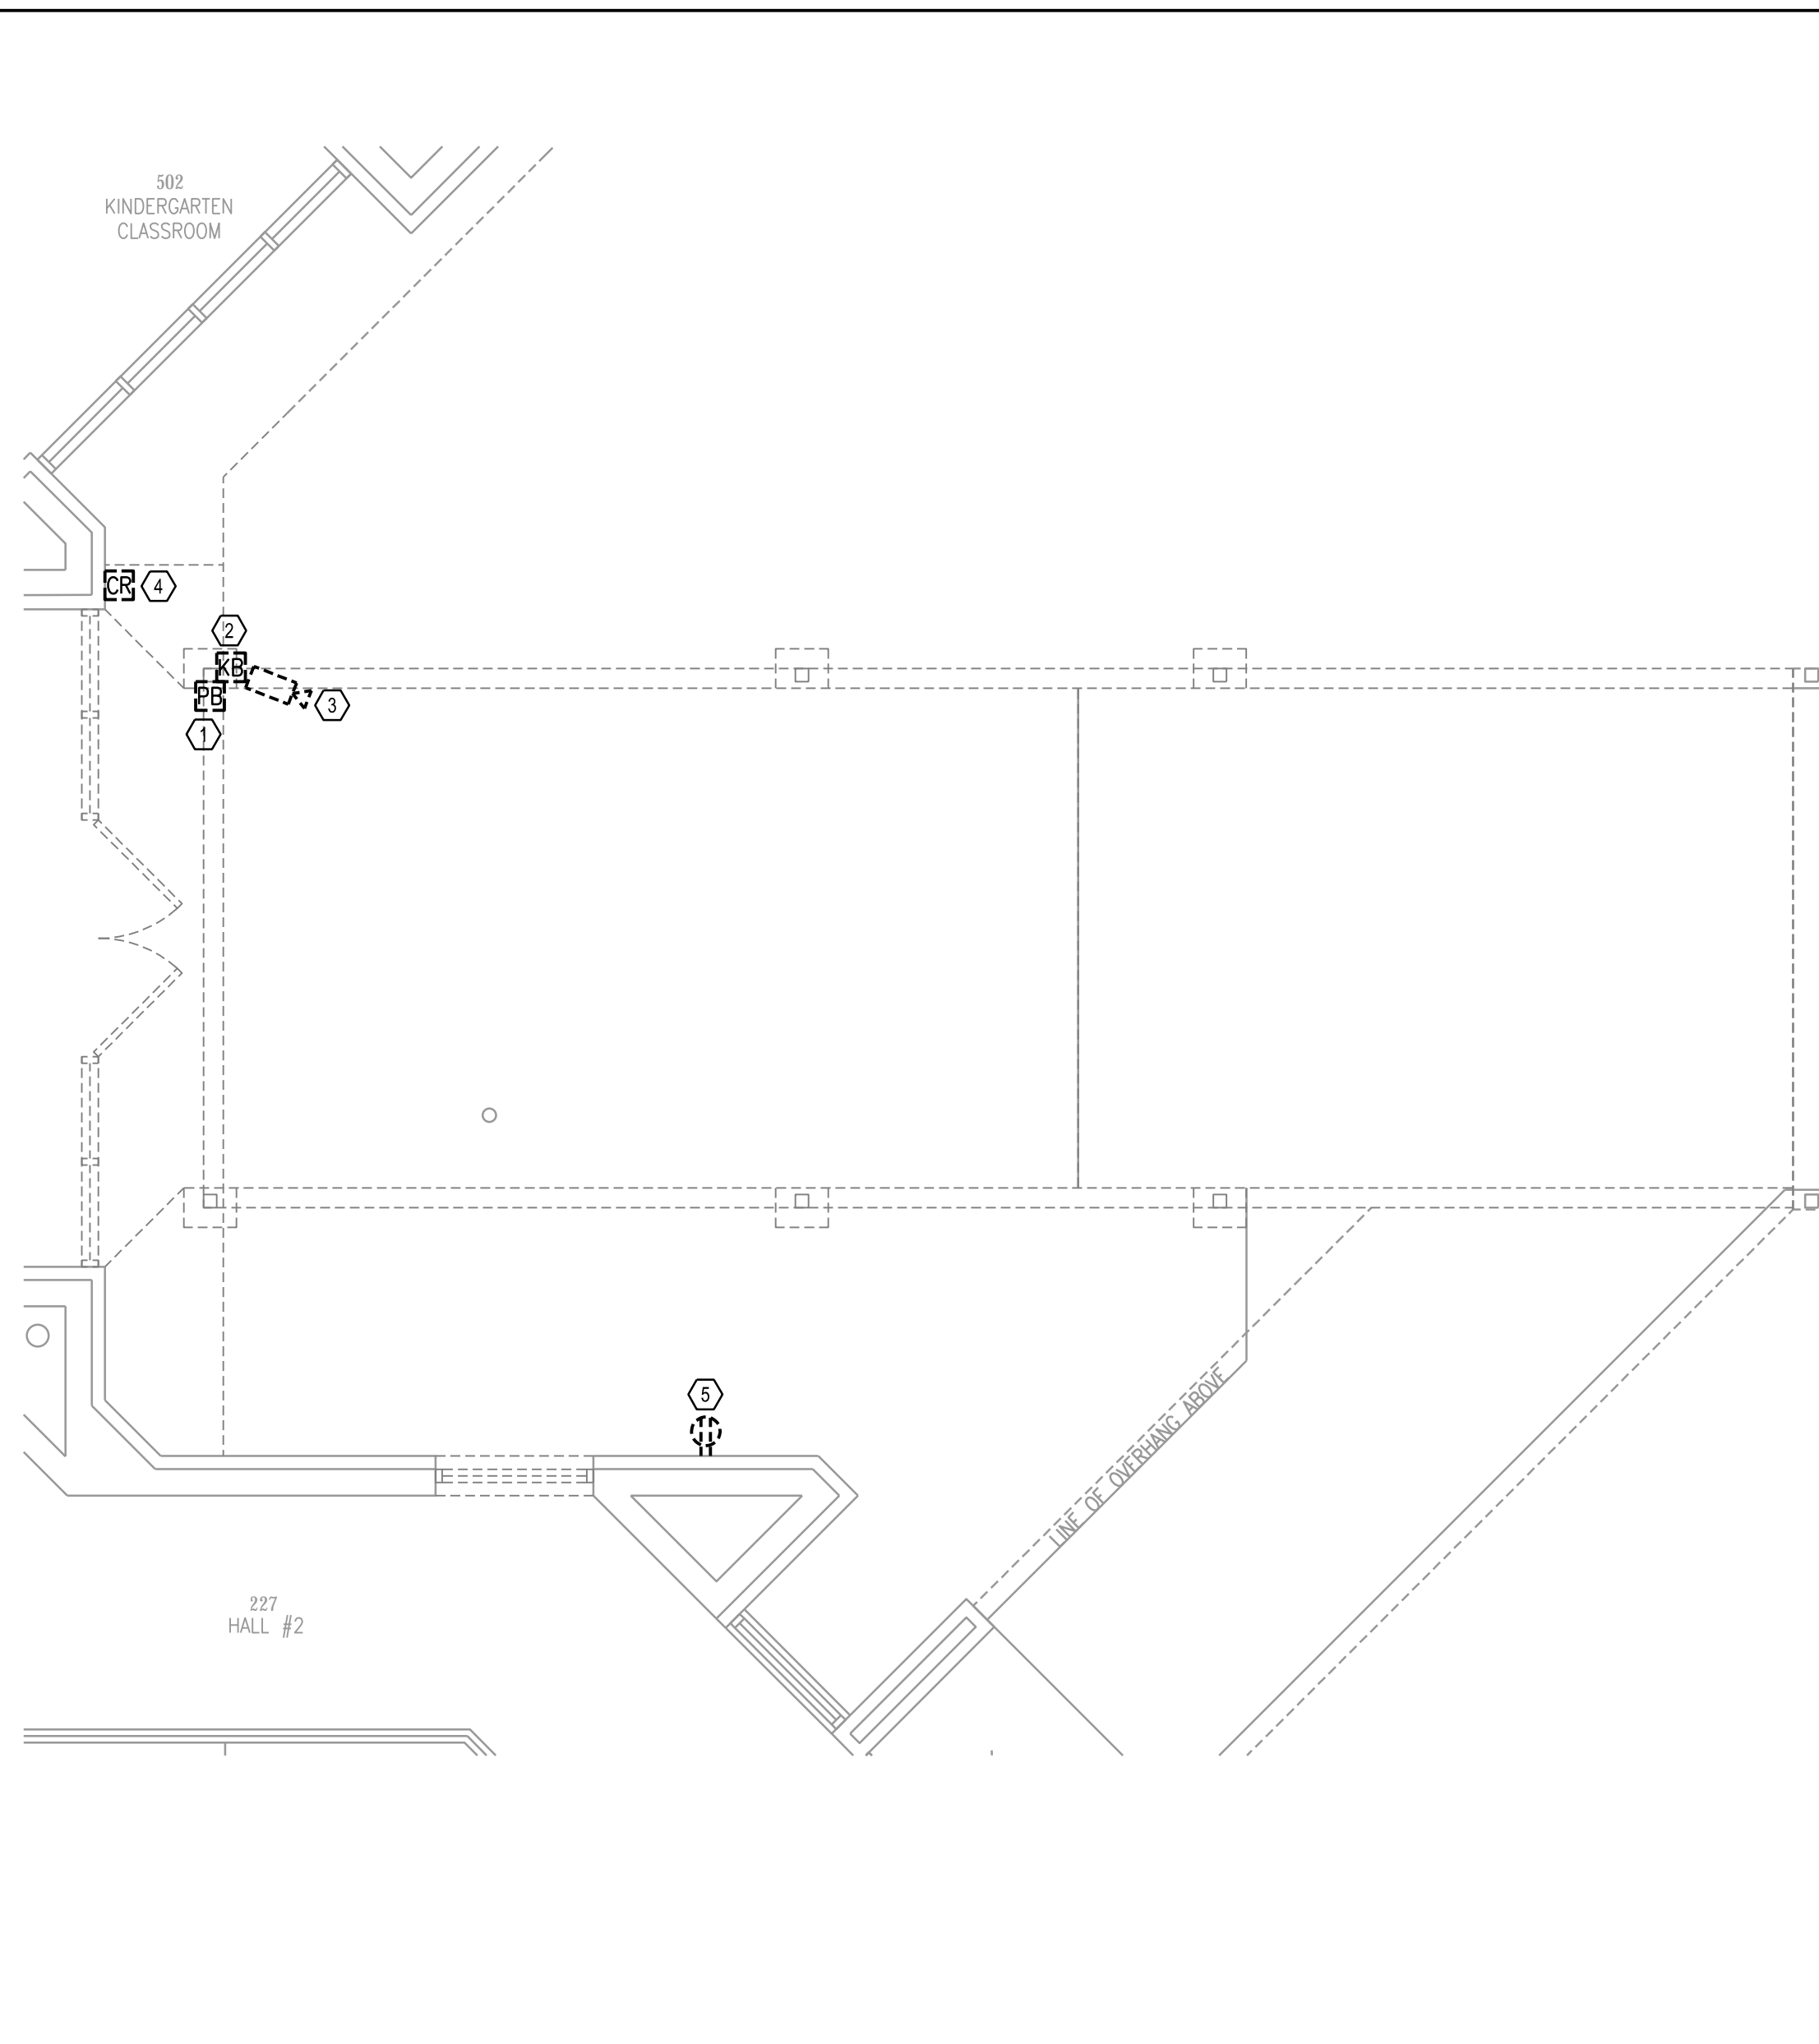 502
KINDERGARTEN
CLASSROOM
CR
4
2
KB
PB
3
1
5
LINE OF OVERHANG ABOVE
227
HALL #2